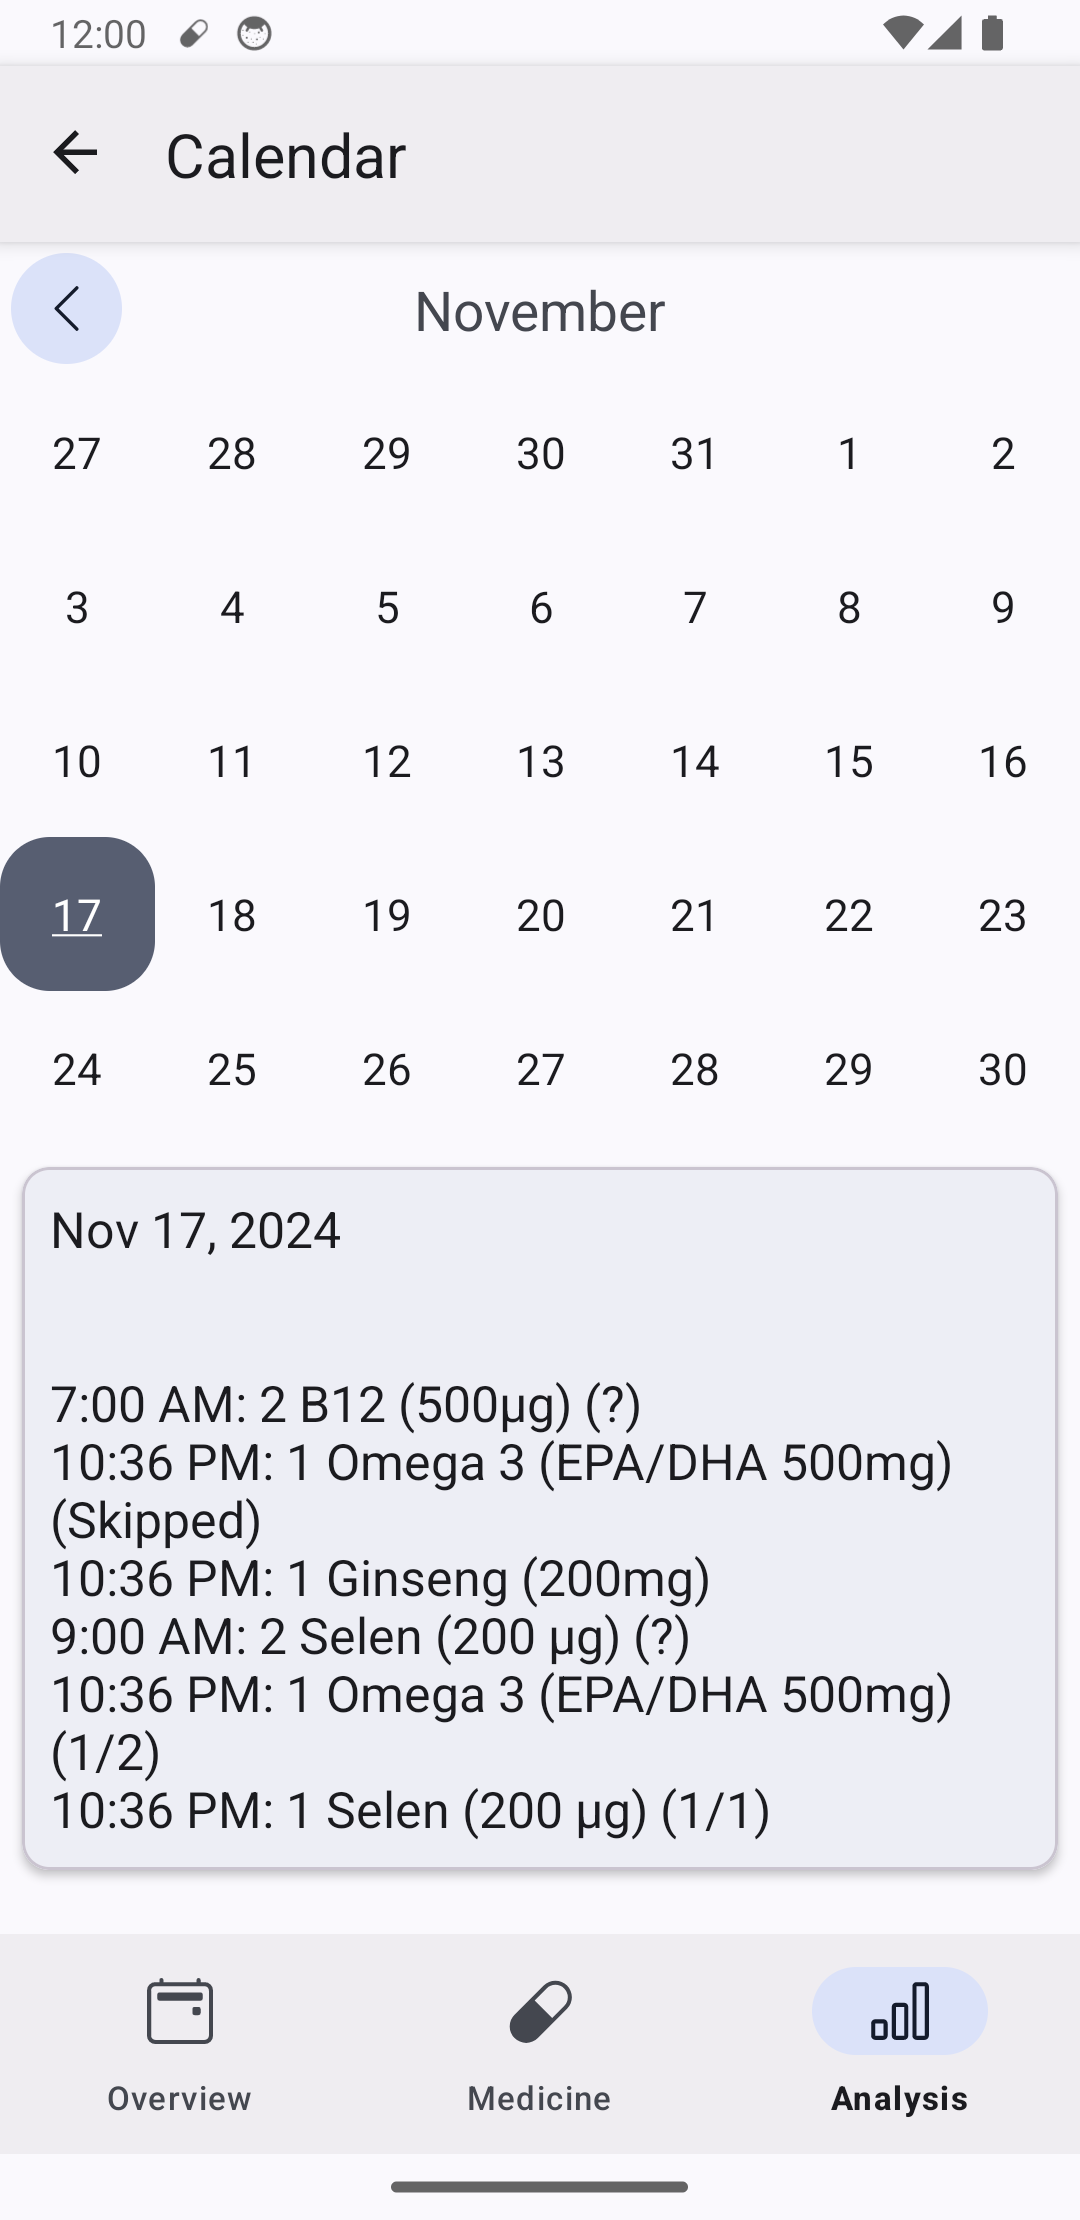 12:00
Calendar
November
27 28 29 30 31 1 2
3 4 5 6 7 8 9
10 11 12 13 14 15 16
17 18 19 20 21 22 23
24 25 26 27 28 29 30
Nov 17, 2024
7:00 AM: 2 B12 (500µg) (?)
10:36 PM: 1 Omega 3 (EPA/DHA 500mg)
(Skipped)
10:36 PM: 1 Ginseng (200mg)
9:00 AM: 2 Selen (200 µg) (?)
10:36 PM: 1 Omega 3 (EPA/DHA 500mg)
(1/2)
10:36 PM: 1 Selen (200 µg) (1/1)
Overview Medicine Analysis